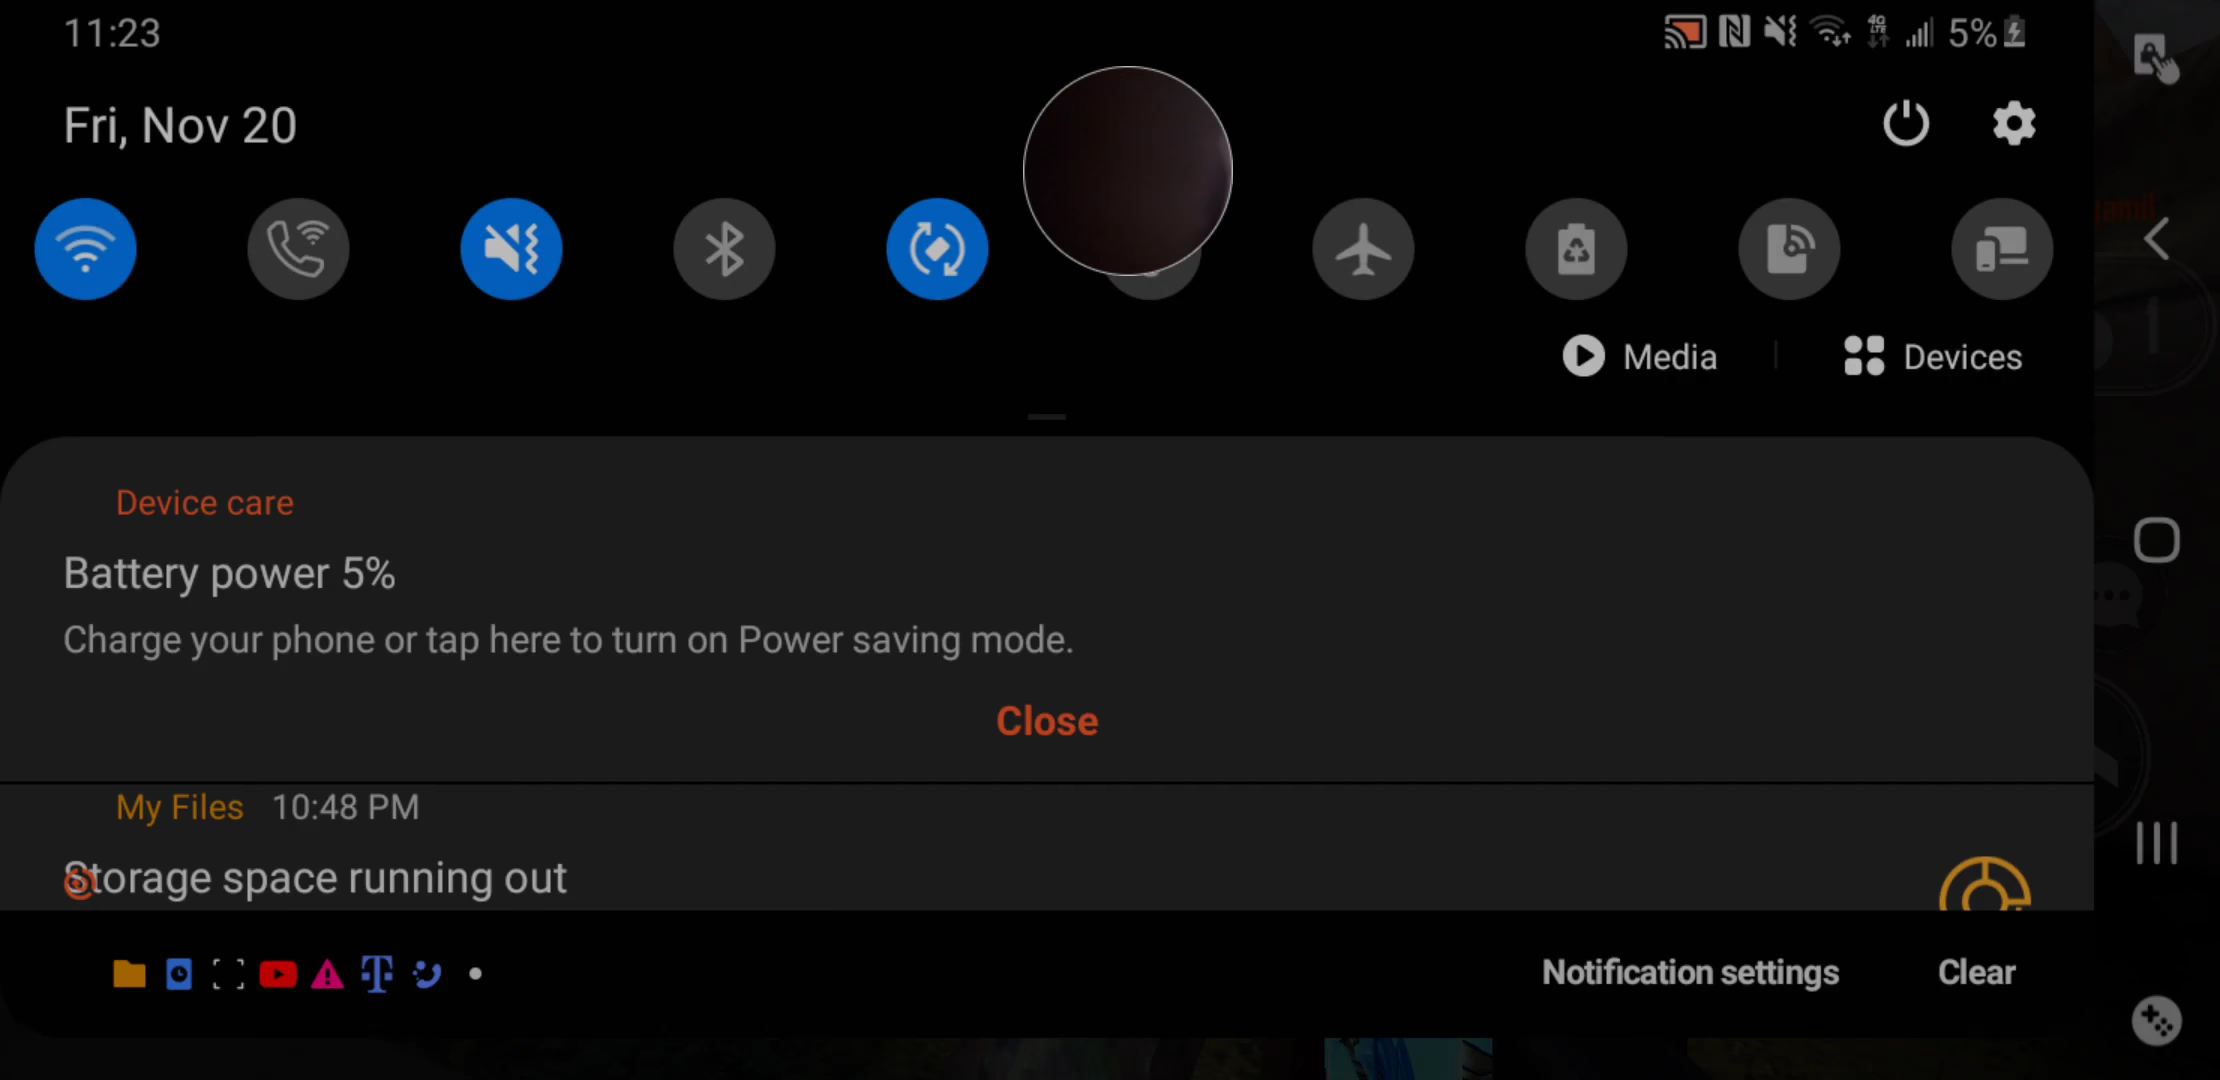 11:23
4G LTE 5%
Fri, Nov 20
Media
Devices
Device care
Battery power 5%
Charge your phone or tap here to turn on Power saving mode.
Close
My Files 10:48 PM
Storage space running out
Notification settings
Clear